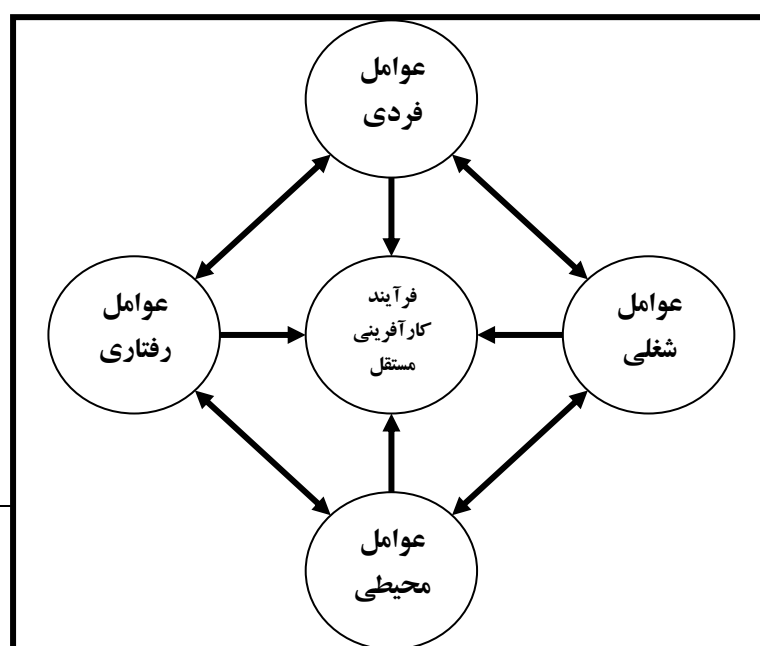 عوامل
فردی
عوامل
شغلی
فرآیند
کارآفرینی
مستقل
عوامل
رفتاری
عوامل
محیطی